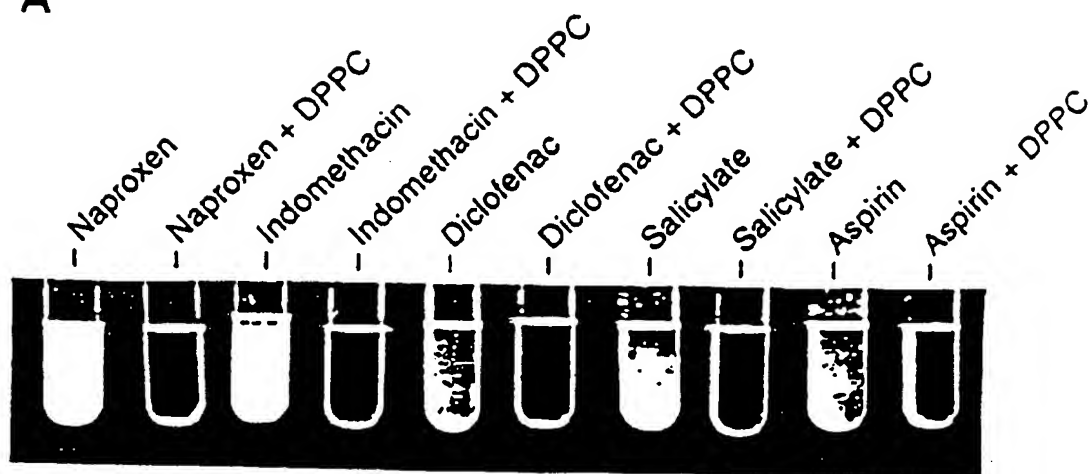 A
Naproxen
Naproxen + DPPC
Indomethacin
Indomethacin + DPPC
Diclofenac
Diclofenac + DPPC
Salicylate
Salicylate + DPPC
Aspirin
Aspirin + DPPC